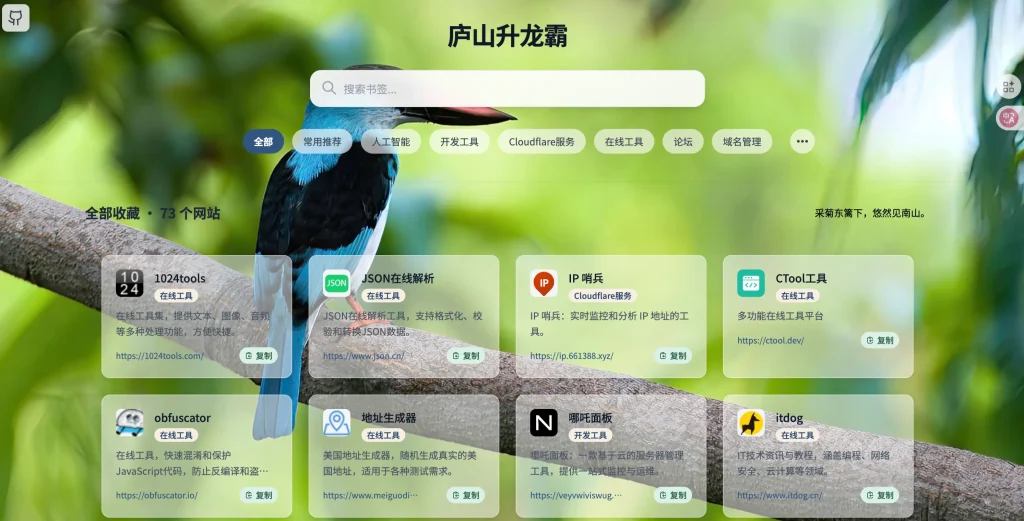 庐山升龙霸
搜索书签...
全部 常用推荐 人工智能 开发工具 Cloudflare服务 在线工具 论坛 域名管理 •••
全部收藏 · 73 个网站
采菊东篱下，悠然见南山。
10
24
1024tools
在线工具
在线工具集，提供文本、图像、音频
等多种处理功能，方便快捷。
https://1024tools.com/
复制
JSON
JSON在线解析
在线工具
JSON在线解析工具，支持格式化、校
验和转换JSON数据。
https://www.json.cn/
复制
IP
IP 哨兵
Cloudflare服务
IP 哨兵：实时监控和分析 IP 地址的工
具。
https://ip.661388.xyz/
复制
CTool工具
在线工具
多功能在线工具平台
https://ctool.dev/
复制
obfuscator
在线工具
在线工具，快速混淆和保护
JavaScript代码，防止反编译和盗…
https://obfuscator.io/
复制
地址生成器
在线工具
美国地址生成器，随机生成真实的美
国地址，适用于各种测试需求。
https://www.meiguodi…
复制
N
哪吒面板
开发工具
哪吒面板：一款基于云的服务器管理
工具，提供一站式监控与运维。
https://veyvwiviswug.…
复制
itdog
在线工具
IT技术资讯与教程，涵盖编程、网络
安全、云计算等领域。
https://www.itdog.cn/
复制